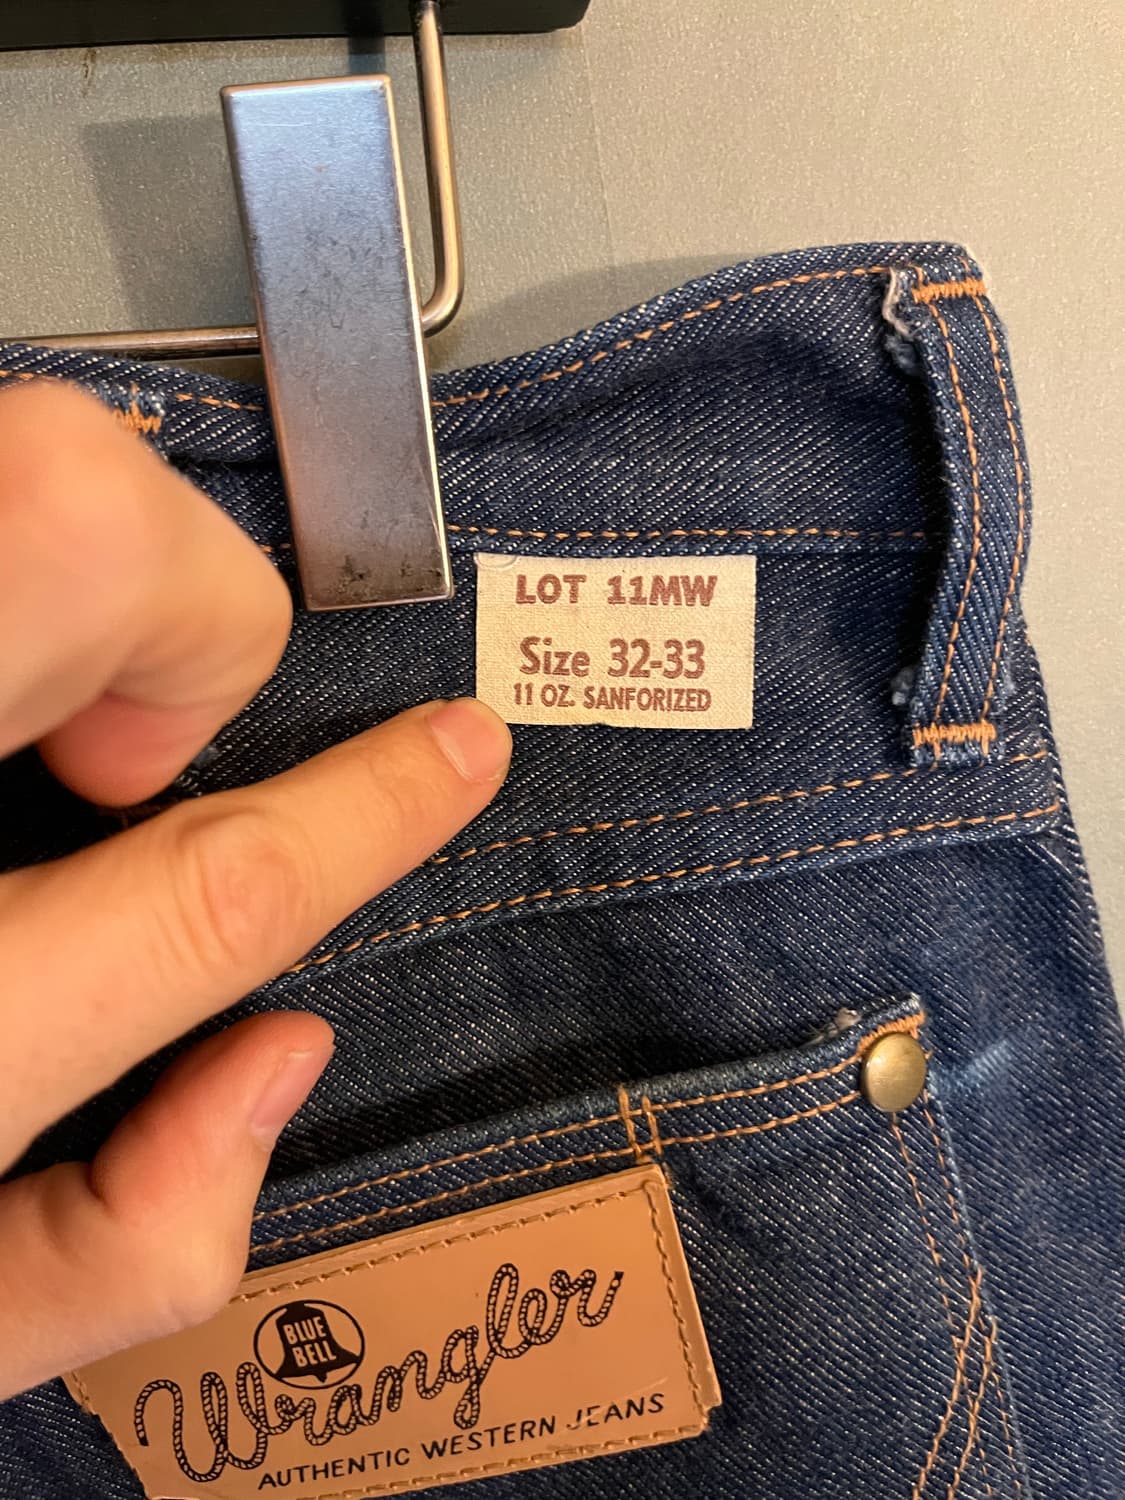 LOT 11MW
Size 32-33
11 OZ. SANFORIZED
BLUE
BELL
Wrangler
AUTHENTIC WESTERN JEANS